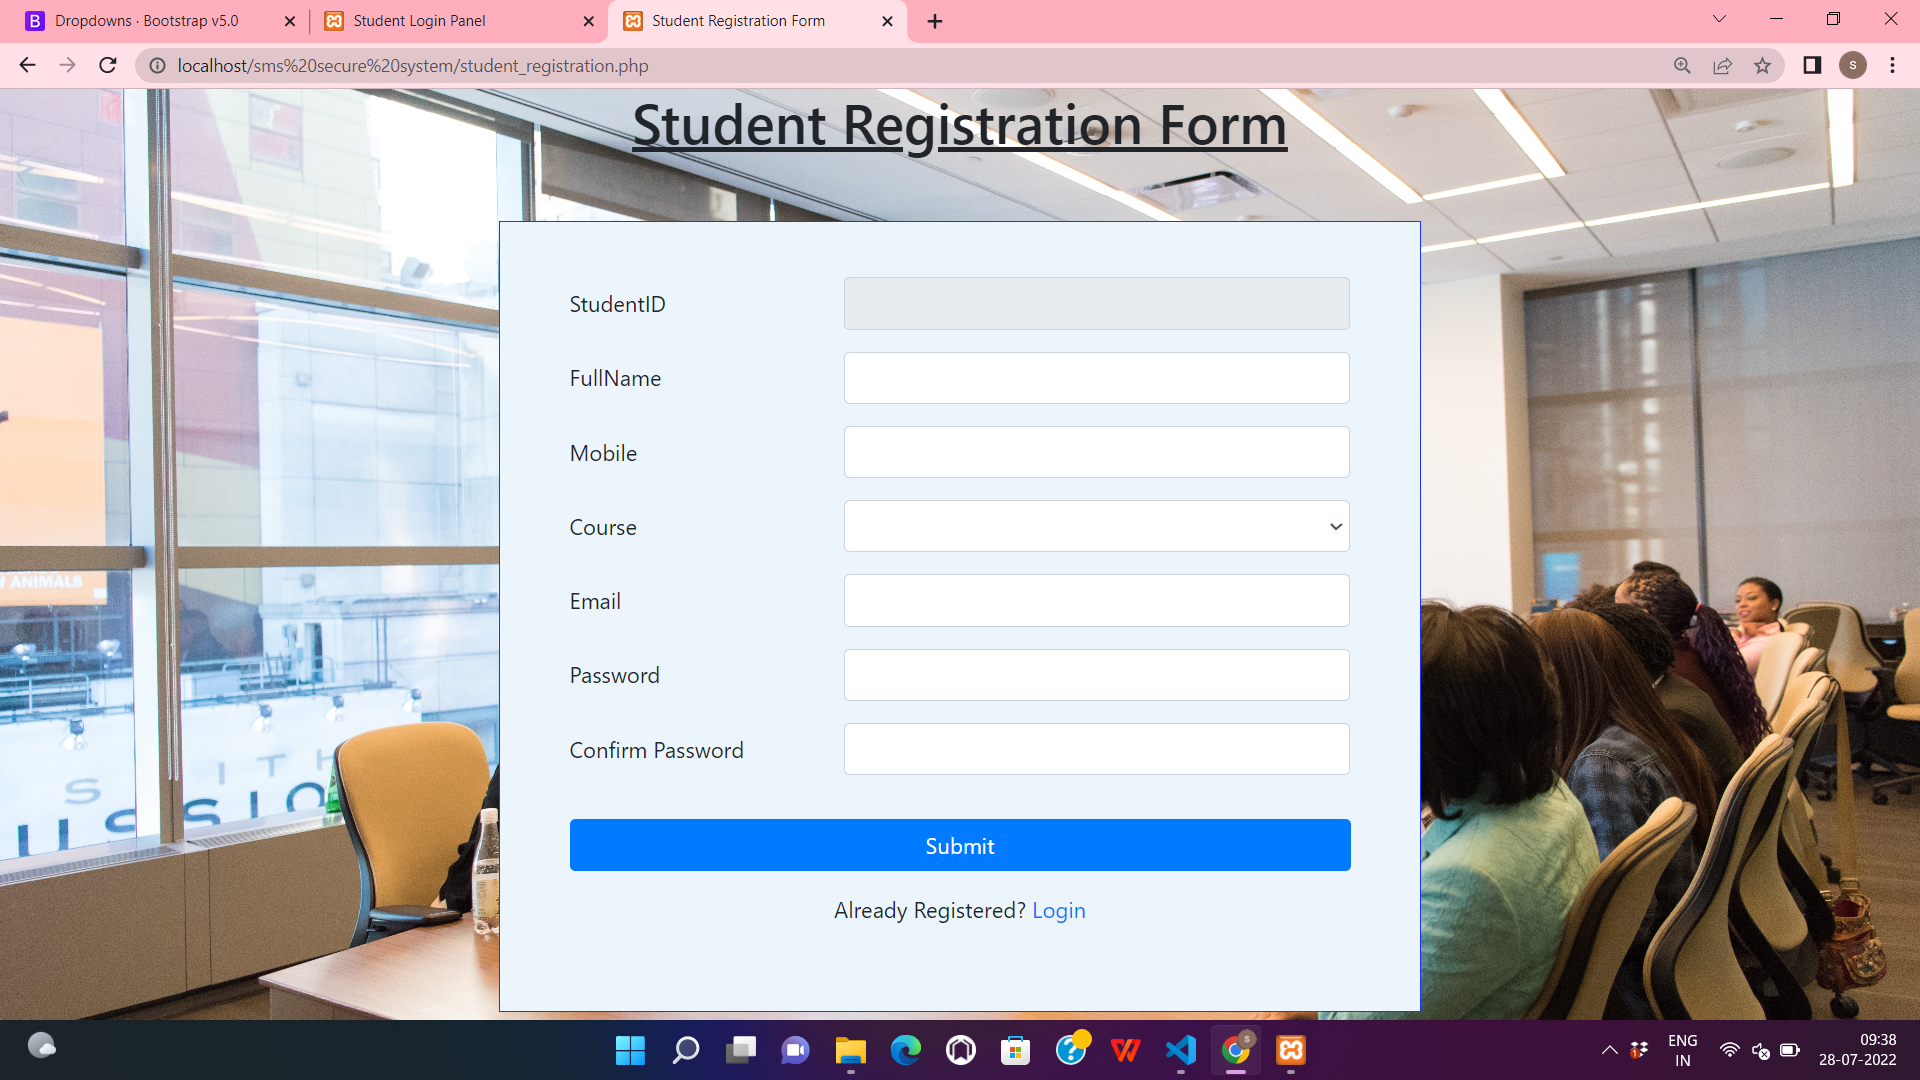 Dropdowns · Bootstrap v5.0
Student Login Panel
Student Registration Form
localhost/sms%20secure%20system/student_registration.php
S
Student Registration Form
StudentID
FullName
Mobile
Course
Email
Password
Confirm Password
Submit
Already Registered? Login
ANIMALS
ENG
IN
09:38
28-07-2022